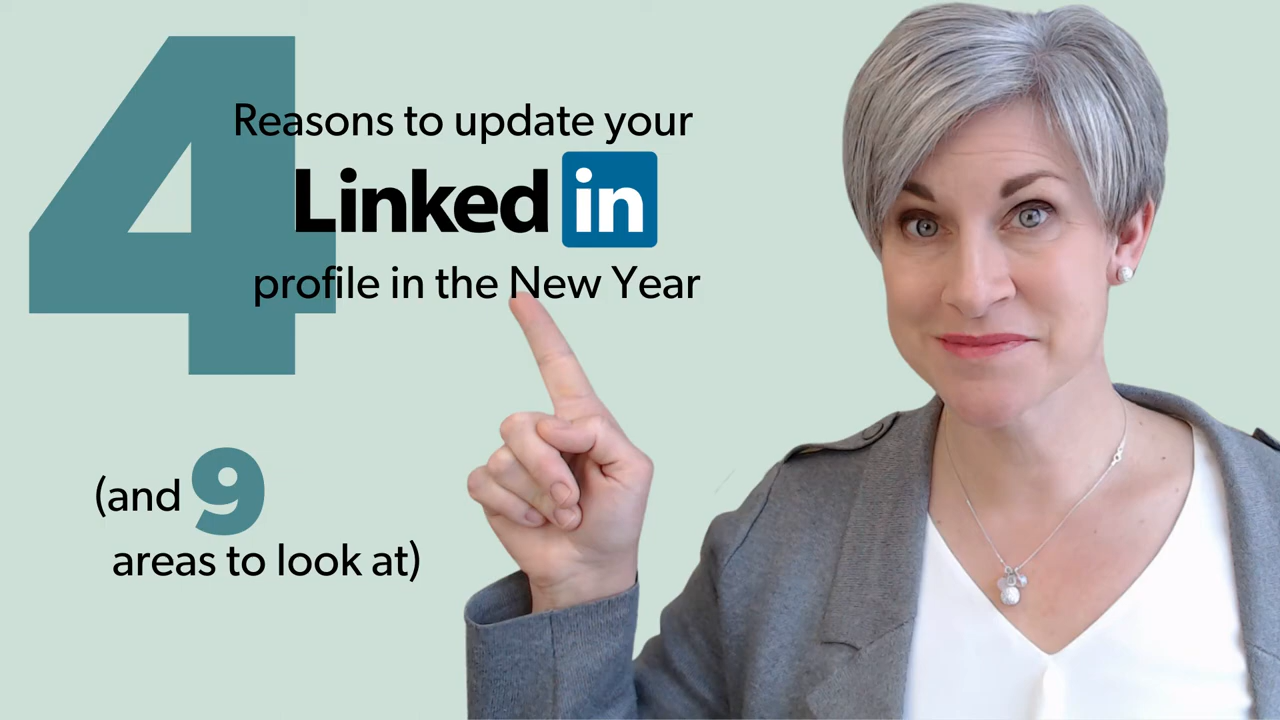 4
Reasons to update your
Linked in
profile in the New Year
(and 9
areas to look at)